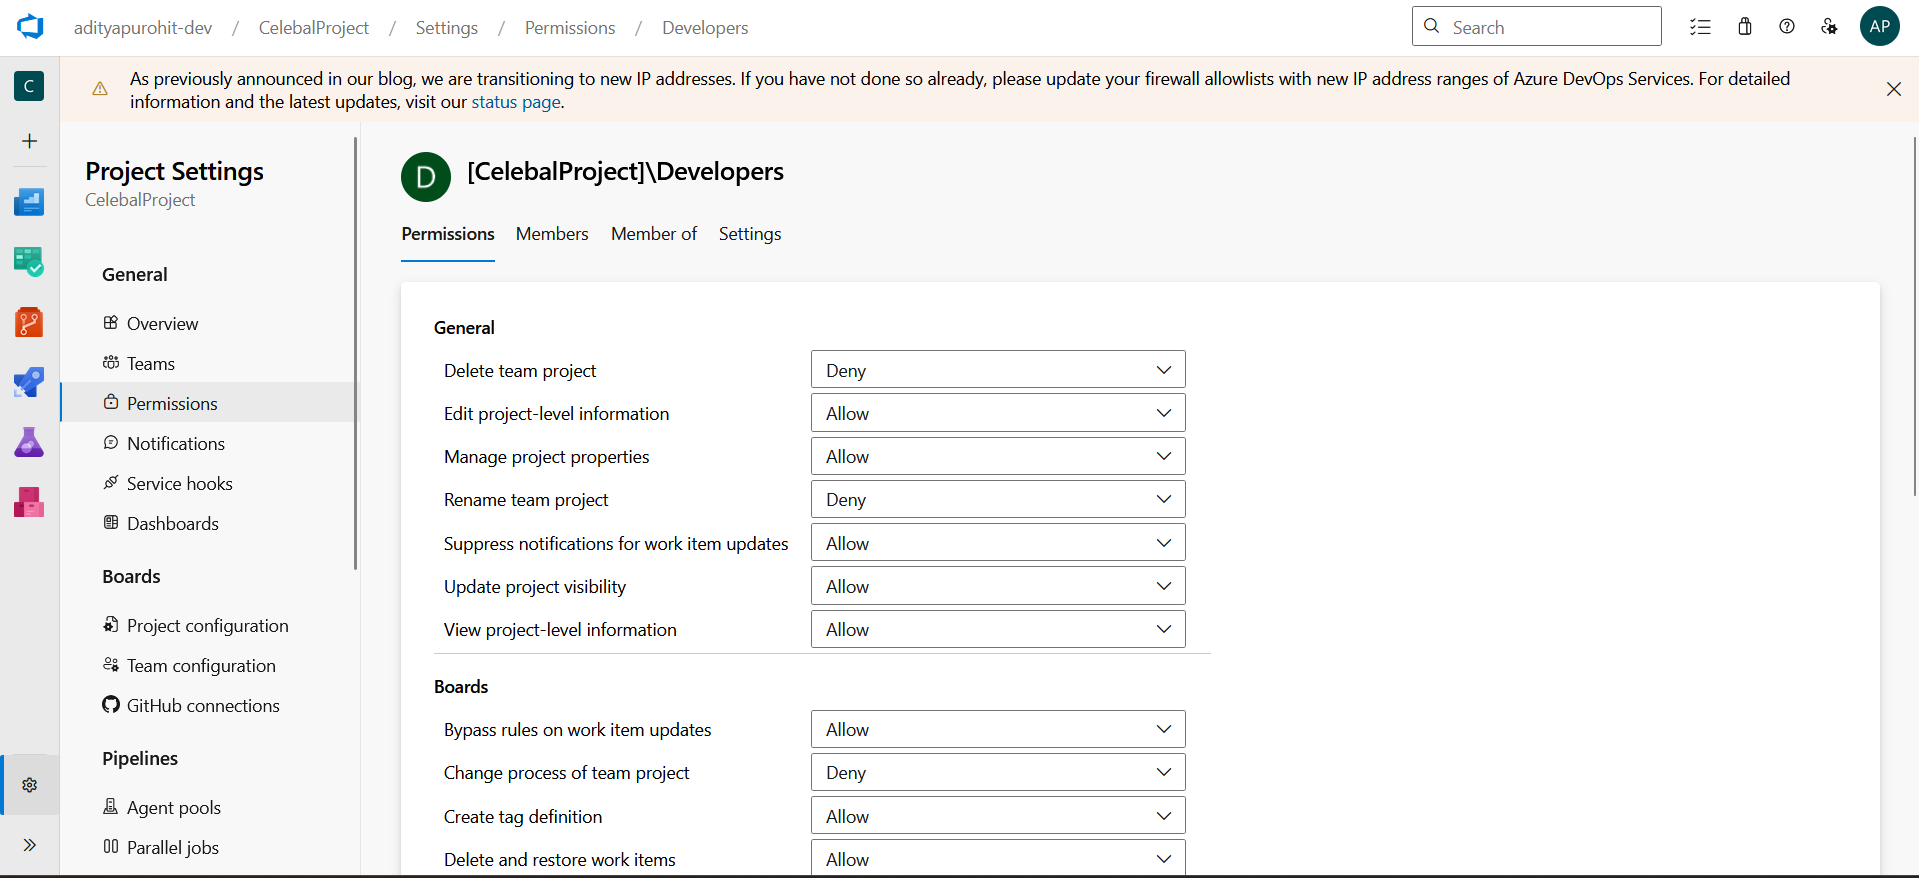 adityapurohit-dev / CelebalProject / Settings / Permissions / Developers
Search
AP
C
As previously announced in our blog, we are transitioning to new IP addresses. If you have not done so already, please update your firewall allowlists with new IP address ranges of Azure DevOps Services. For detailed
information and the latest updates, visit our status page.
Project Settings
CelebalProject
General
Overview
Teams
Permissions
Notifications
Service hooks
Dashboards
Boards
Project configuration
Team configuration
GitHub connections
Pipelines
Agent pools
Parallel jobs
D
[CelebalProject]\Developers
Permissions Members Member of Settings
General
Delete team project Deny
Edit project-level information Allow
Manage project properties Allow
Rename team project Deny
Suppress notifications for work item updates Allow
Update project visibility Allow
View project-level information Allow
Boards
Bypass rules on work item updates Allow
Change process of team project Deny
Create tag definition Allow
Delete and restore work items Allow